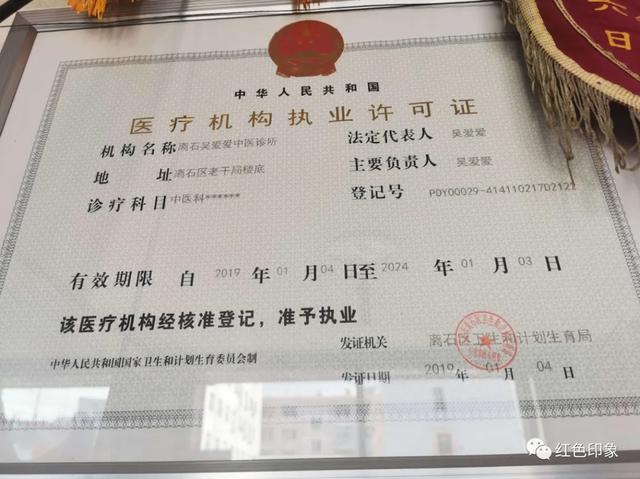 六
日
中华人民共和国
医疗机构执业许可证
机构名称 离石吴爱爱中医诊所
法定代表人 吴爱爱
地址 离石区老干局楼底
主要负责人 吴爱爱
诊疗科目 中医科******
登记号 PDY00029-41411021702122
有效期限 自 2019 年 01 月 04 日至 2024 年 01 月 03 日
该医疗机构经核准登记，准予执业
发证机关 离石区卫生和计划生育局
中华人民共和国国家卫生和计划生育委员会制
发证日期 2019 年 01 月 04 日
红色印象